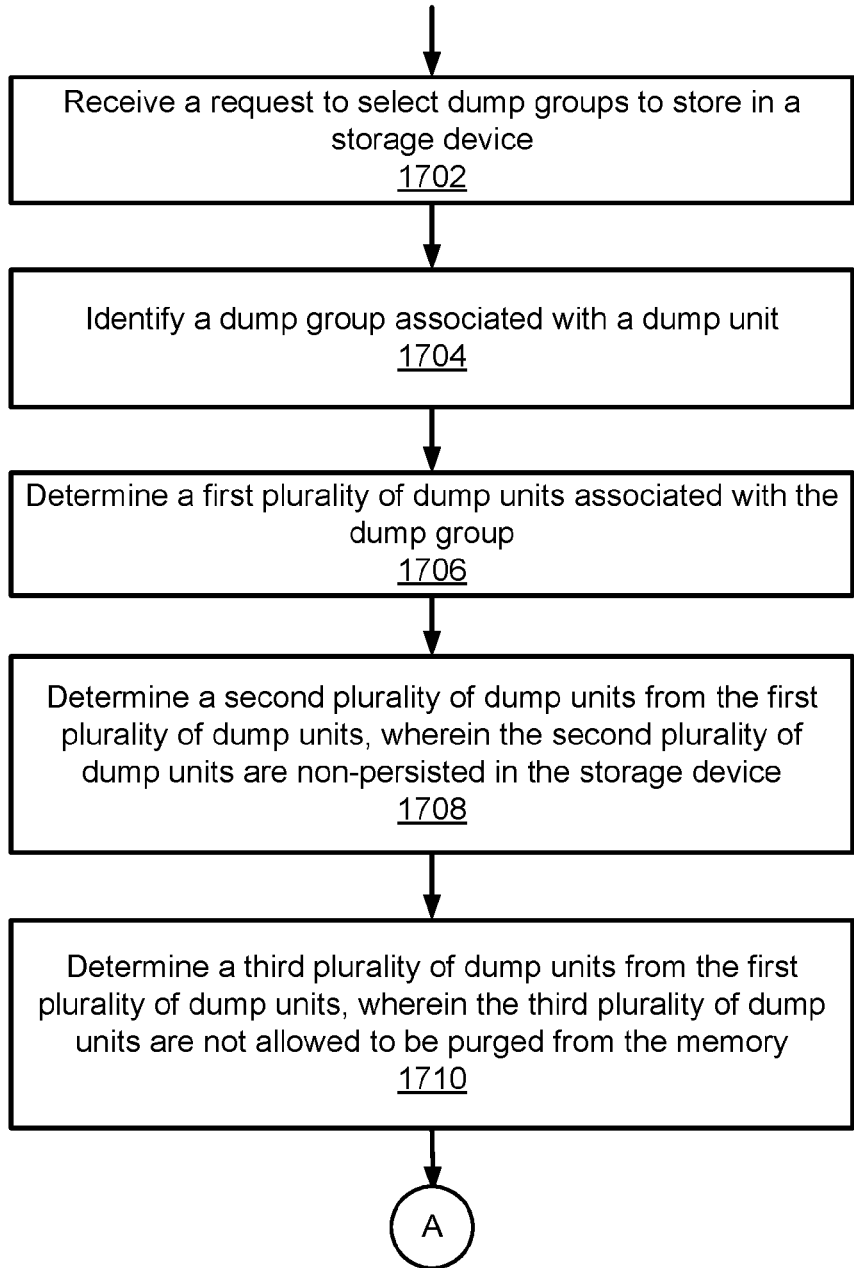 Receive a request to select dump groups to store in a
storage device
1702
Identify a dump group associated with a dump unit
1704
Determine a first plurality of dump units associated with the
dump group
1706
Determine a second plurality of dump units from the first
plurality of dump units, wherein the second plurality of
dump units are non-persisted in the storage device
1708
Determine a third plurality of dump units from the first
plurality of dump units, wherein the third plurality of dump
units are not allowed to be purged from the memory
1710
A